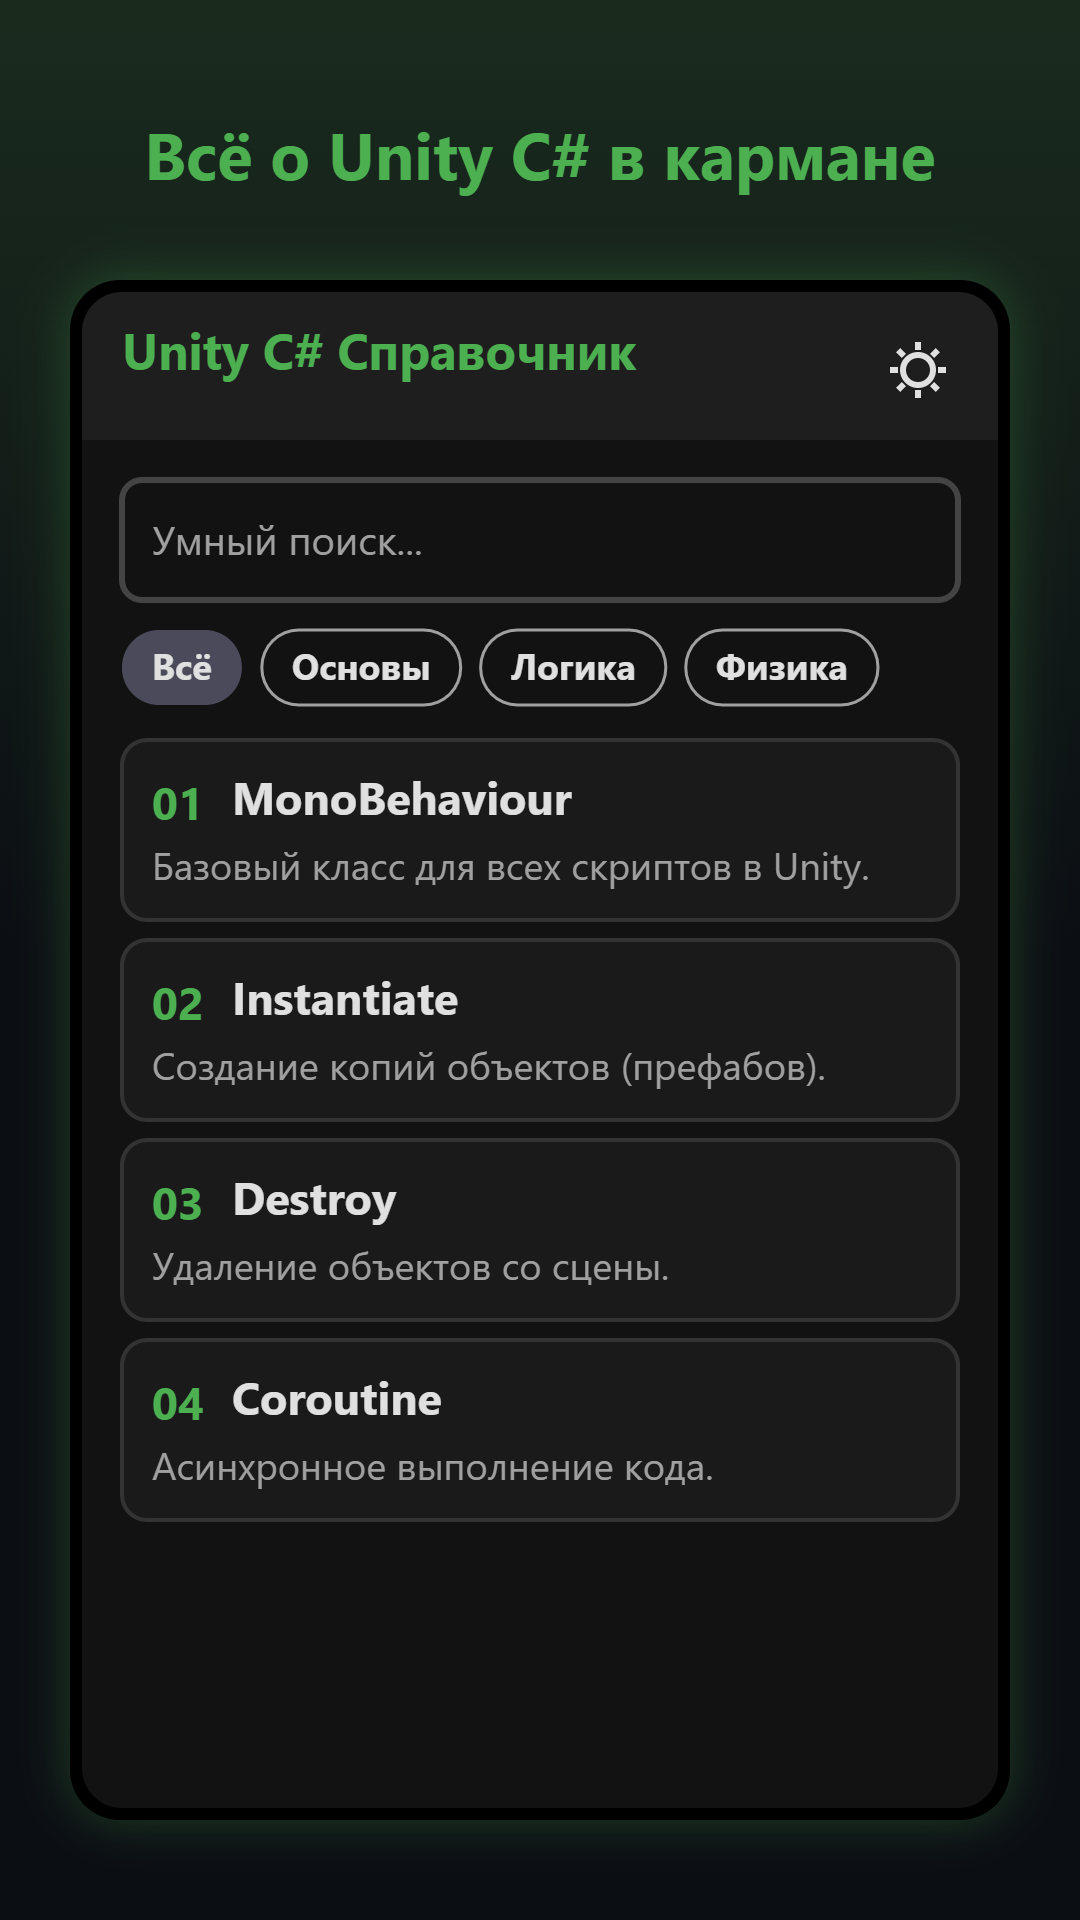 Всё о Unity C# в кармане
Unity C# Справочник
Умный поиск...
Всё Основы Логика Физика
01 MonoBehaviour
Базовый класс для всех скриптов в Unity.
02 Instantiate
Создание копий объектов (префабов).
03 Destroy
Удаление объектов со сцены.
04 Coroutine
Асинхронное выполнение кода.